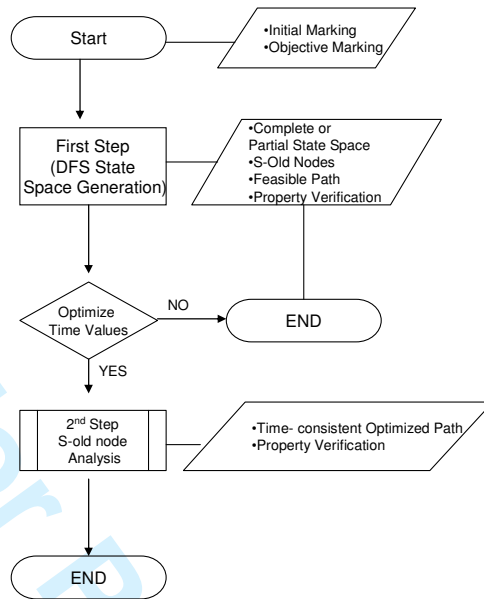 Start
•Initial Marking
•Objective Marking
First Step
(DFS State
Space Generation)
•Complete or
Partial State Space
•S-Old Nodes
•Feasible Path
•Property Verification
Optimize
Time Values
NO
END
YES
2nd Step
S-old node
Analysis
•Time- consistent Optimized Path
•Property Verification
END